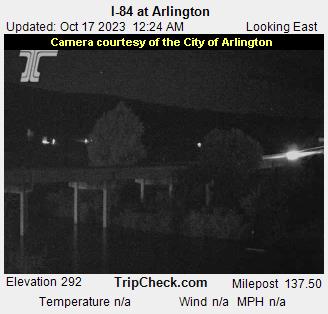 I-84 at Arlington
Updated: Oct 17 2023 12:24 AM Looking East
Camera courtesy of the City of Arlington
Elevation 292 TripCheck.com Milepost 137.50
Temperature n/a Wind n/a MPH n/a